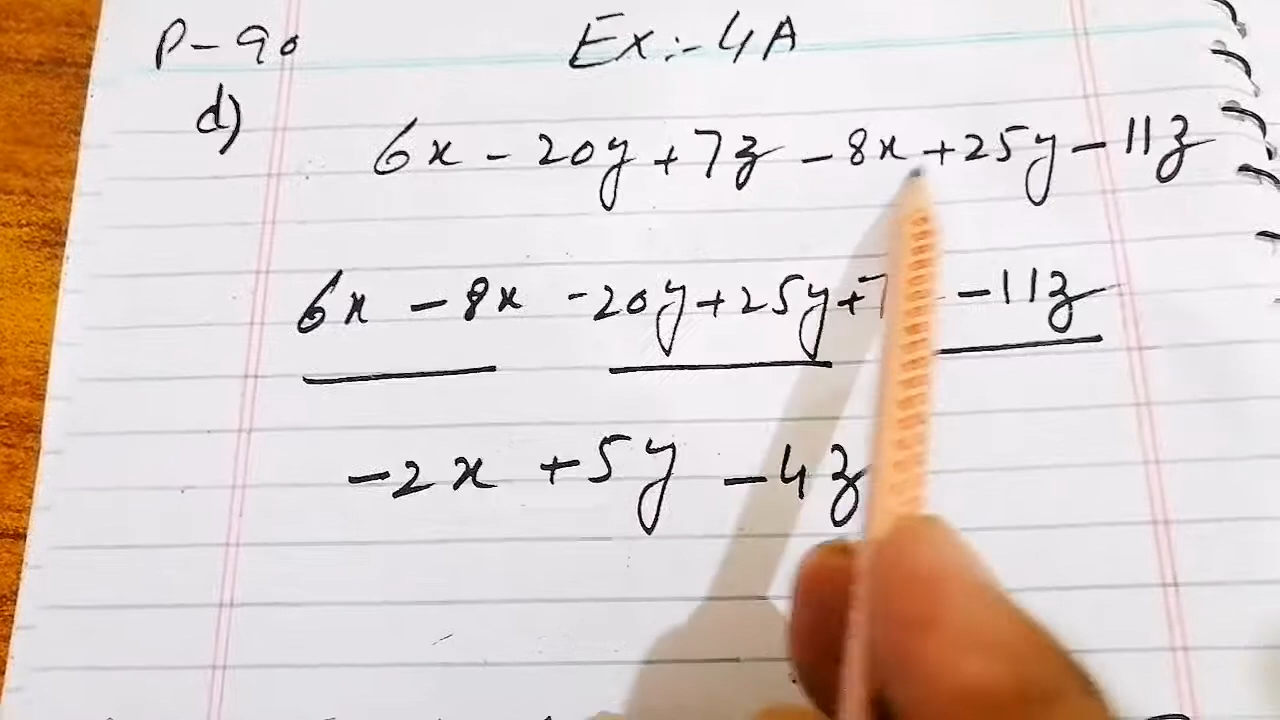 P-90 Ex:-4A
d)
6x - 20y + 7z - 8x + 25y - 11z
6x - 8x -20y + 25y + 7 -11z
-2x + 5y - 4z